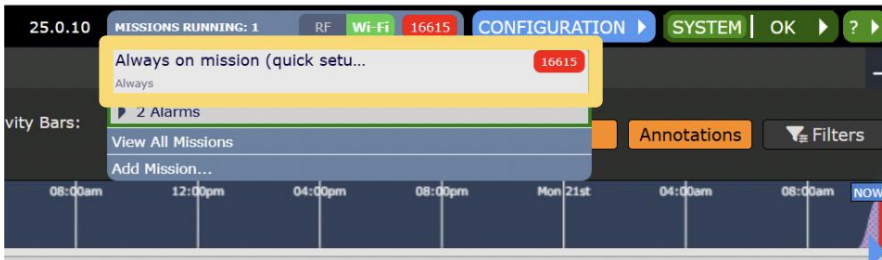 25.0.10 MISSIONS RUNNING: 1 RF Wi-Fi 16615 CONFIGURATION SYSTEM OK ?
Always on mission (quick setu... 16615
Always
2 Alarms
vity Bars: Annotations Filters
View All Missions
Add Mission...
08:00am 12:00pm 04:00pm 08:00pm Mon 21st 04:00am 08:00am NOW